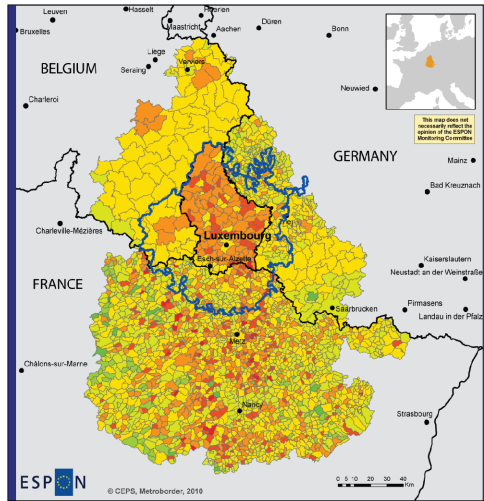 Leuven
Hasselt
Heerlen
Bruxelles
Maastricht
Aachen
Düren
Bonn
Liege
Seraing
Verviers
BELGIUM
Charleroi
Neuwied
This map does not
necessarily reflect the
opinion of the ESPON
Monitoring Committee
GERMANY
Mainz
Bad Kreuznach
Trier
Charleville-Mézières
Luxembourg
Esch-sur-Alzette
Kaiserslautern
Neustadt an der Weinstraße
FRANCE
Saarbrucken
Pirmasens
Landau in der Pfalz
Metz
Châlons-sur-Marne
Nancy
Strasbourg
ESPON
© CEPS, Metroborder, 2010
0 5 10 20 30 40
Km